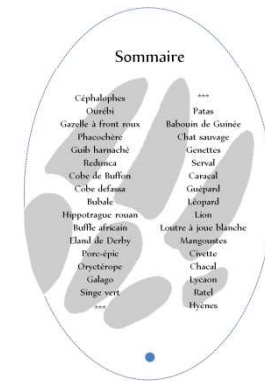 Sommaire
Céphalophes
Ourébi
Gazelle à front roux
Phacochère
Guib harnaché
Redunca
Cobe de Buffon
Cobe defassa
Bubale
Hippotrague rouan
Buffle africain
Eland de Derby
Porc-épic
Oryctérope
Galago
Singe vert
***
***
Patas
Babouin de Guinée
Chat sauvage
Genettes
Serval
Caracal
Guépard
Léopard
Lion
Loutre à joue blanche
Mangoustes
Civette
Chacal
Lycaon
Ratel
Hyènes